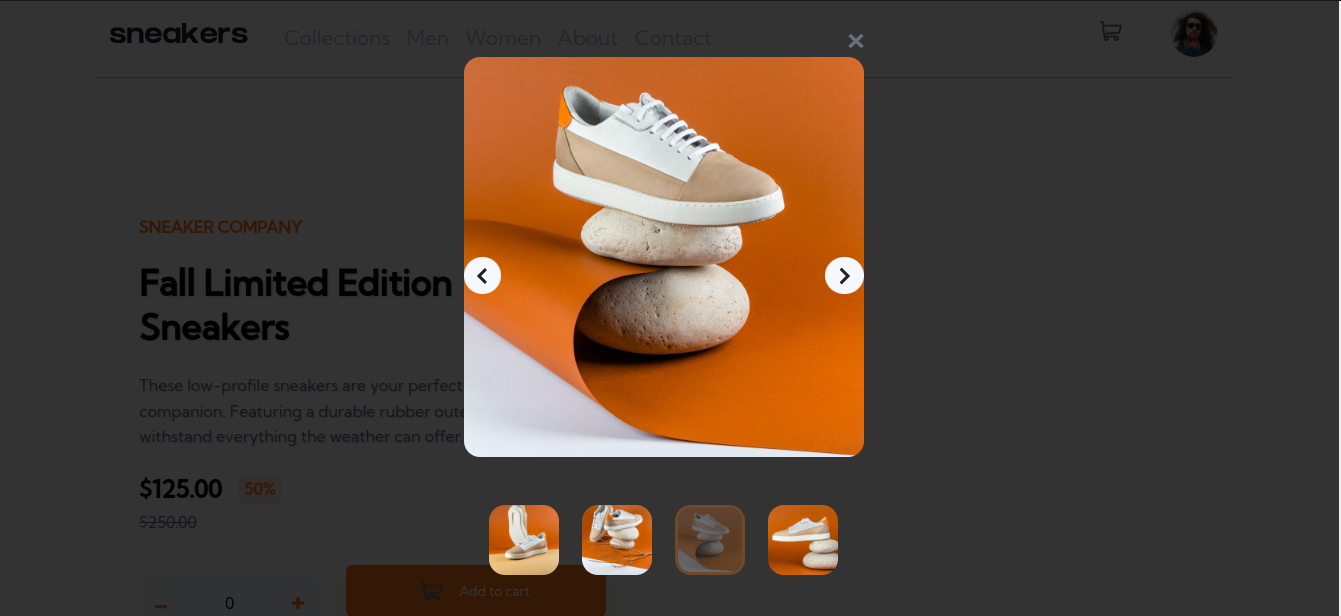 sneakers Collections Men Women About Contact
SNEAKER COMPANY
Fall Limited Edition
Sneakers
These low-profile sneakers are your perfect
companion. Featuring a durable rubber oute
withstand everything the weather can offer.
$125.00 50%
$250.00
0 Add to cart